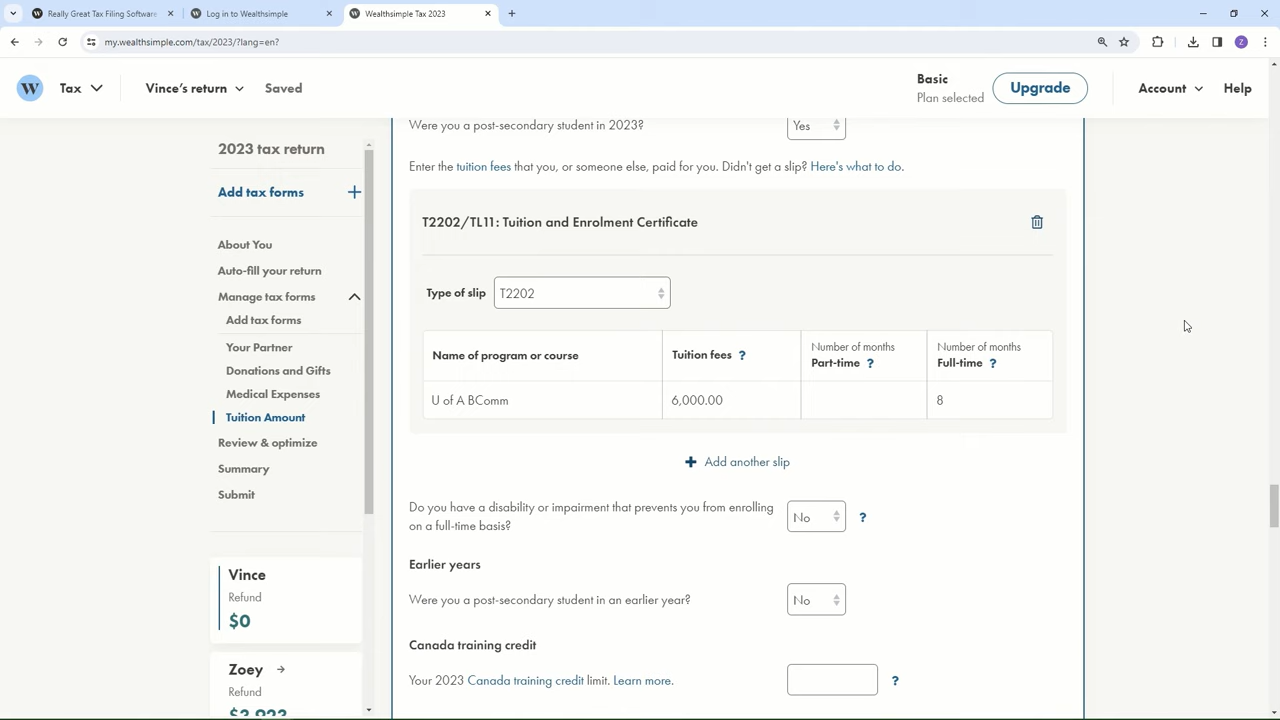 Really Great Tax Filing Software
Log in to Wealthsimple
Wealthsimple Tax 2023
my.wealthsimple.com/tax/2023/?lang=en?
Z
W
Tax
Vince's return
Saved
Basic
Plan selected
Upgrade
Account
Help
2023 tax return
Add tax forms
About You
Auto-fill your return
Manage tax forms
Add tax forms
Your Partner
Donations and Gifts
Medical Expenses
Tuition Amount
Review & optimize
Summary
Submit
Vince
Refund
$0
Zoey →
Refund
$3,923
Were you a post-secondary student in 2023?
Yes
Enter the tuition fees that you, or someone else, paid for you. Didn't get a slip? Here's what to do.
T2202/TL11: Tuition and Enrolment Certificate
Type of slip
T2202
Name of program or course
Tuition fees ?
Number of months
Part-time ?
Number of months
Full-time ?
U of A BComm
6,000.00
8
+ Add another slip
Do you have a disability or impairment that prevents you from enrolling
on a full-time basis?
No
?
Earlier years
Were you a post-secondary student in an earlier year?
No
Canada training credit
Your 2023 Canada training credit limit. Learn more.
?